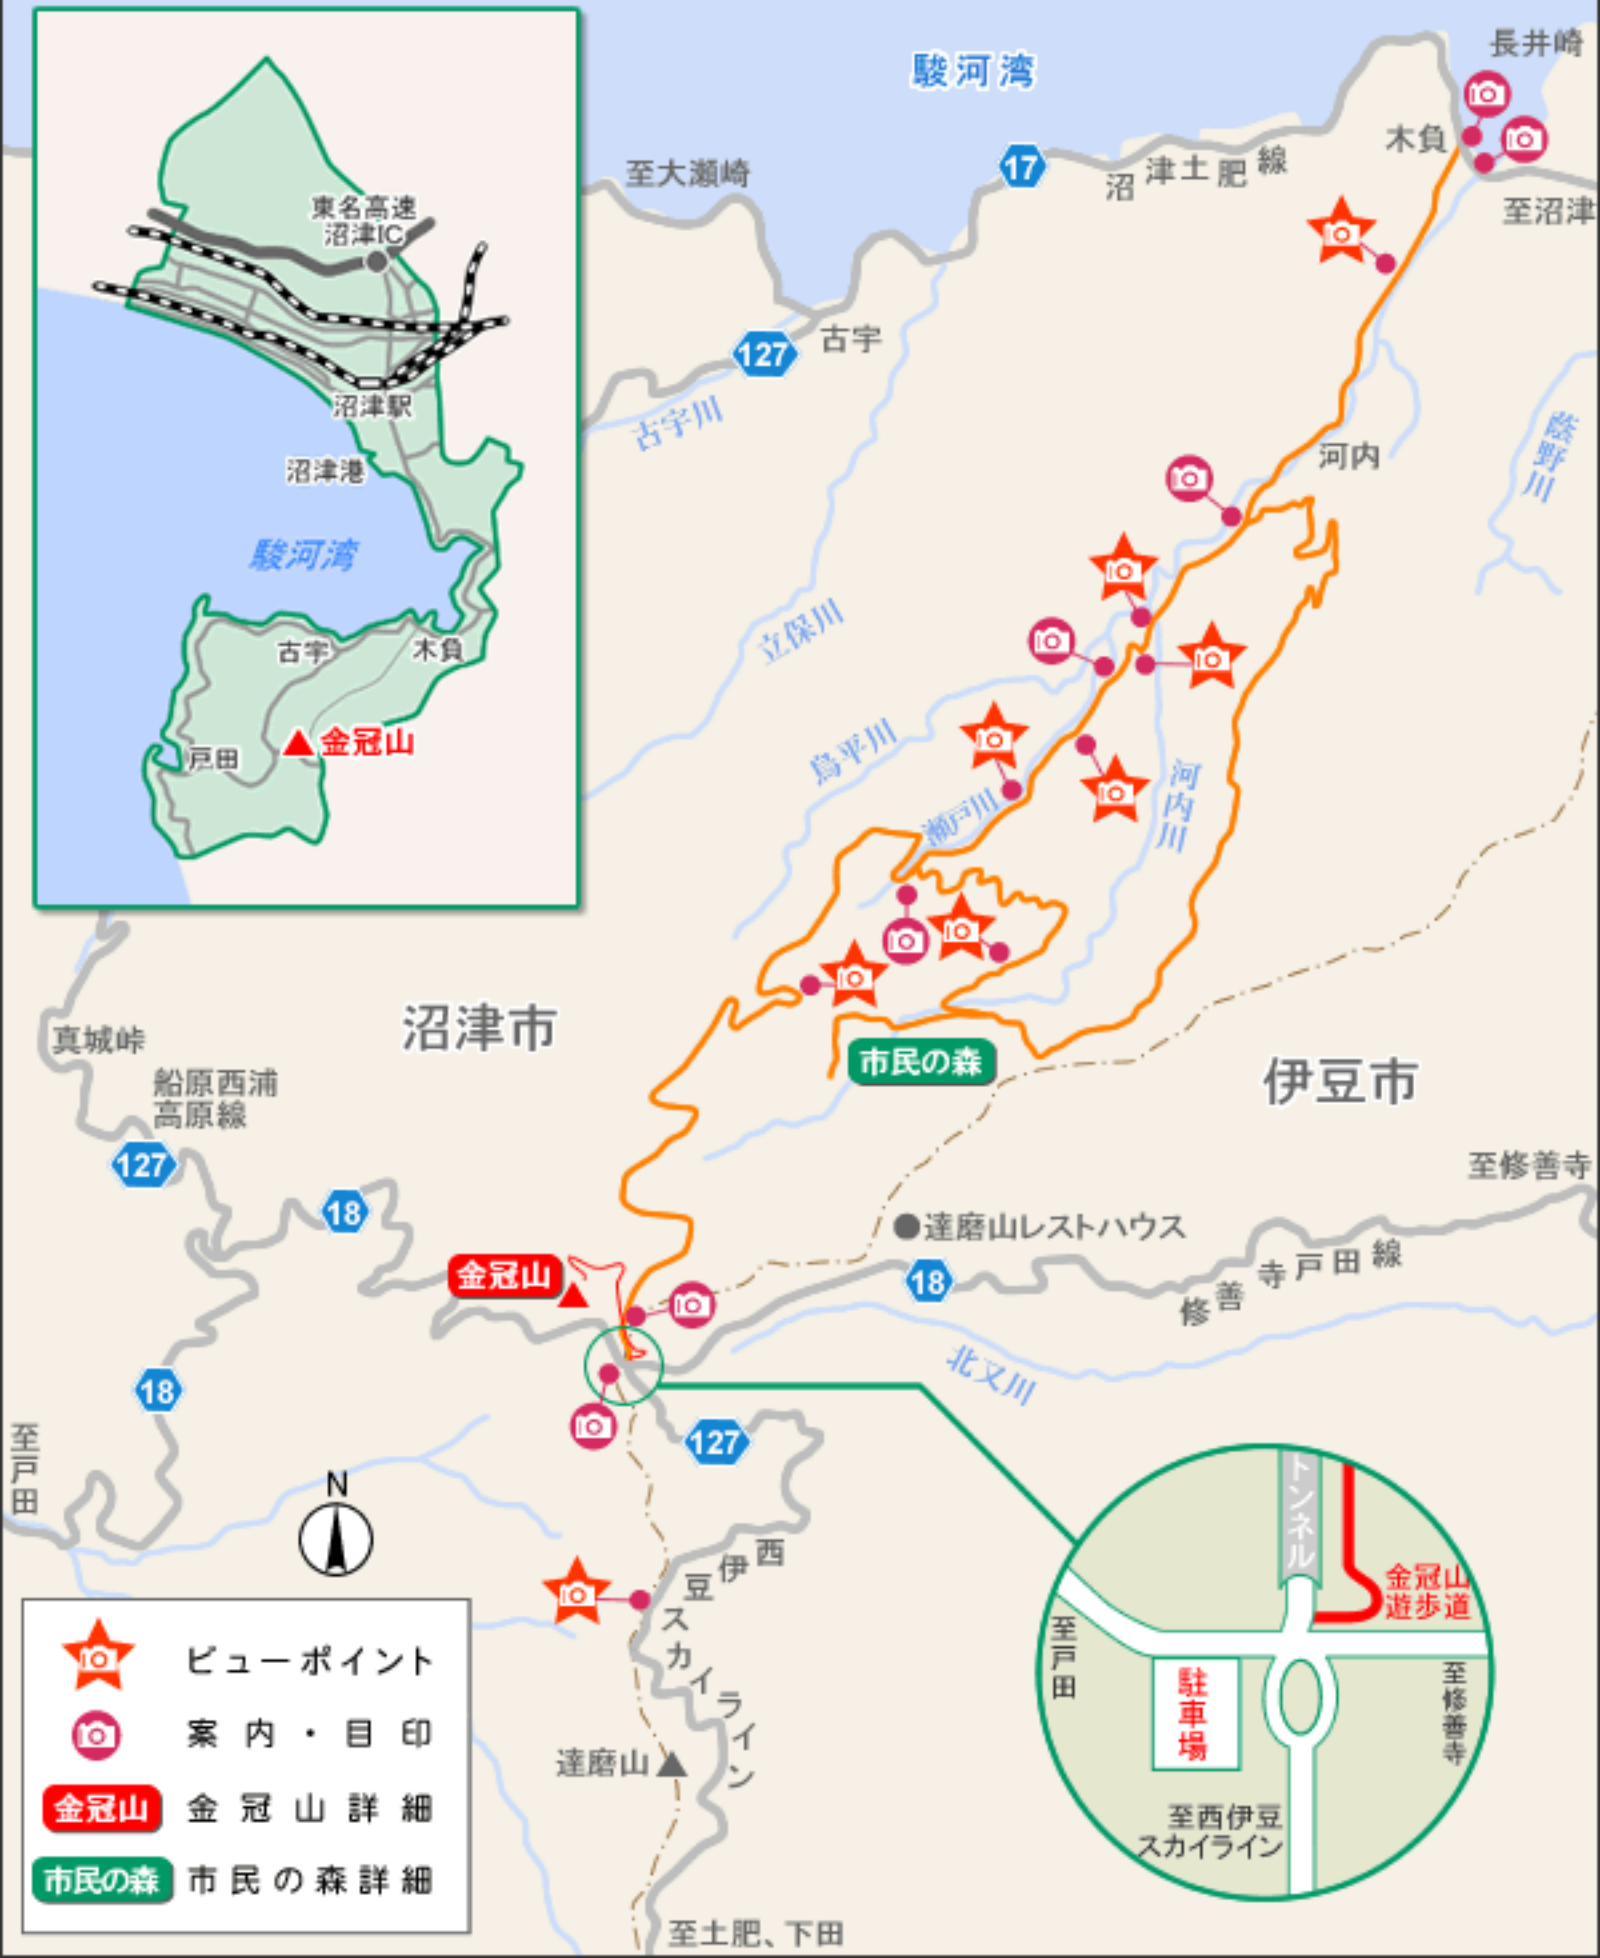 東名高速
沼津IC
沼津駅
沼津港
駿河湾
古宇
木負
戸田
金冠山
駿河湾
長井崎
木負
至沼津
至大瀬崎
17
沼津土肥線
127
古宇
古宇川
蔭野川
河内
立保川
鳥平川
瀬戸川
河内川
沼津市
市民の森
伊豆市
真城峠
船原西浦
高原線
127
18
至修善寺
達磨山レストハウス
18
修善寺戸田線
金冠山
北又川
18
127
至戸田
N
西伊豆スカイライン
達磨山
至土肥、下田
トンネル
金冠山
遊歩道
至戸田
駐車場
至修善寺
至西伊豆
スカイライン
ビューポイント
案内・目印
金冠山 金冠山詳細
市民の森 市民の森詳細